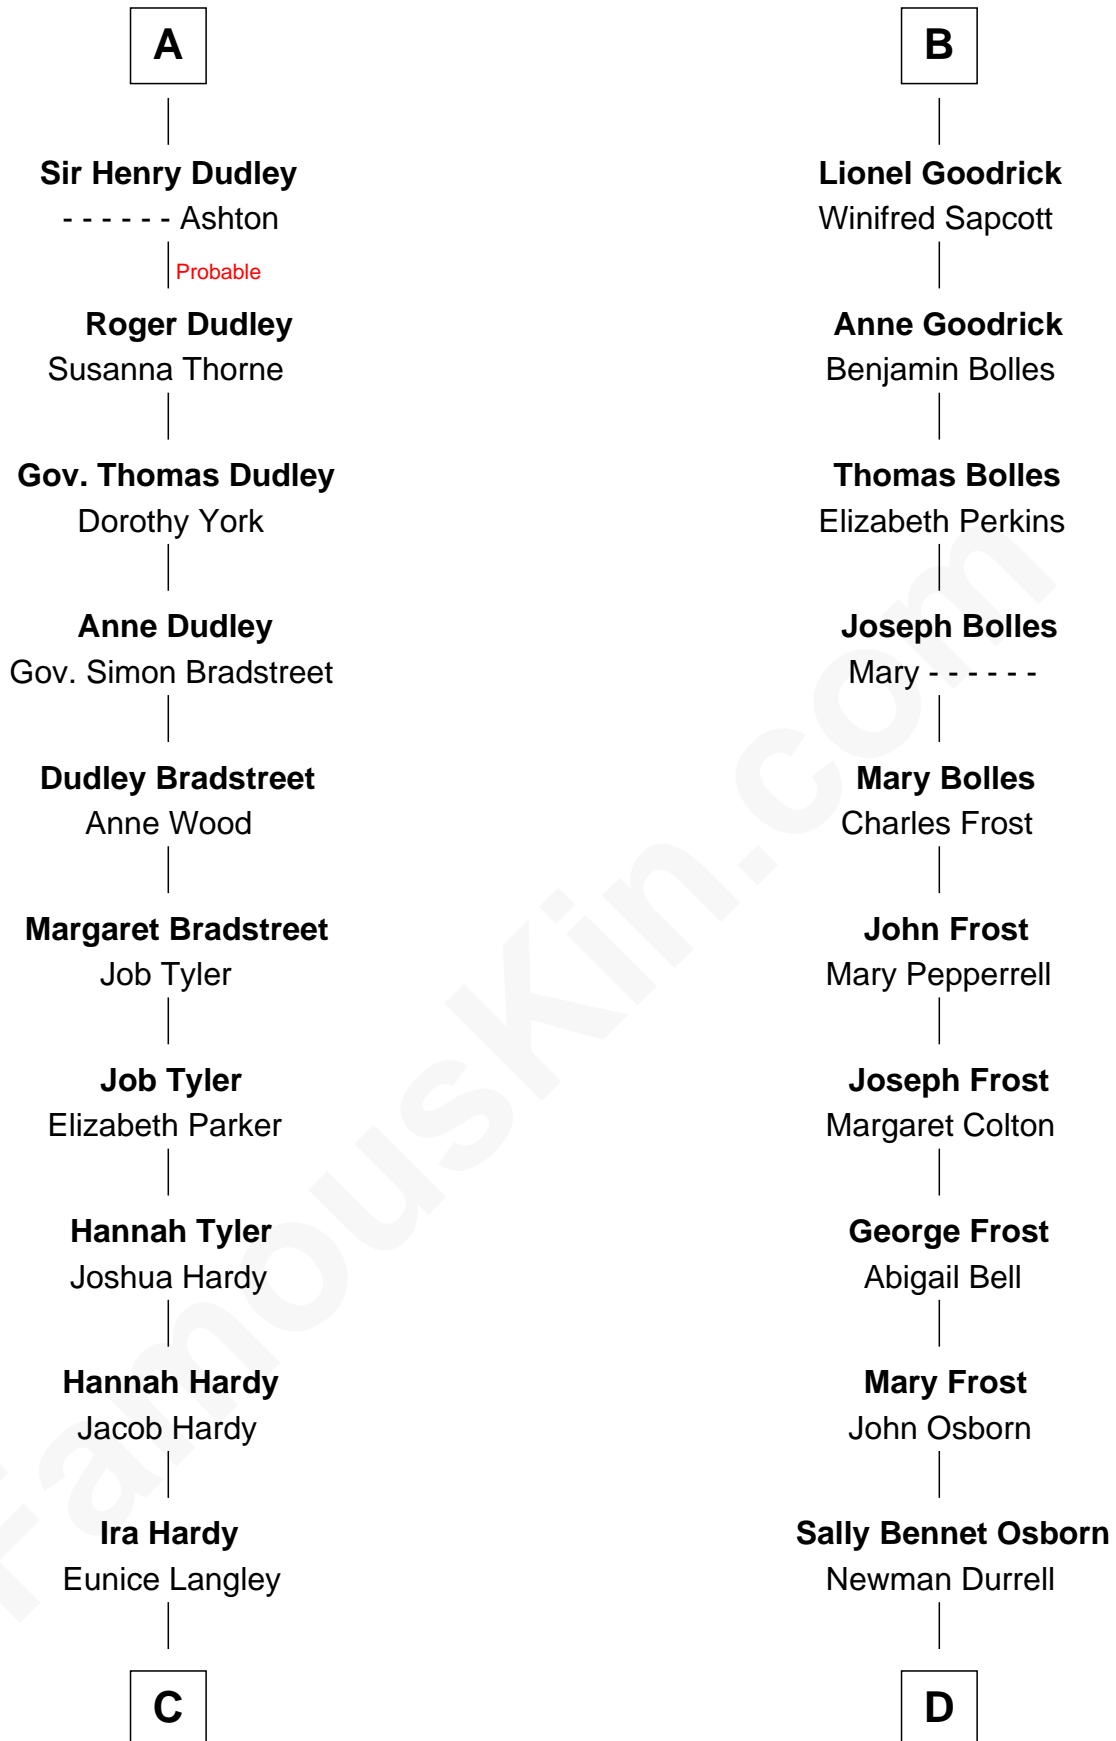 A
Sir Henry Dudley
- - - - - - Ashton
Probable
Roger Dudley
Susanna Thorne
Gov. Thomas Dudley
Dorothy York
Anne Dudley
Gov. Simon Bradstreet
Dudley Bradstreet
Anne Wood
Margaret Bradstreet
Job Tyler
Job Tyler
Elizabeth Parker
Hannah Tyler
Joshua Hardy
Hannah Hardy
Jacob Hardy
Ira Hardy
Eunice Langley
C
B
Lionel Goodrick
Winifred Sapcott
Anne Goodrick
Benjamin Bolles
Thomas Bolles
Elizabeth Perkins
Joseph Bolles
Mary - - - - - -
Mary Bolles
Charles Frost
John Frost
Mary Pepperrell
Joseph Frost
Margaret Colton
George Frost
Abigail Bell
Mary Frost
John Osborn
Sally Bennet Osborn
Newman Durrell
D
FamousKin.com